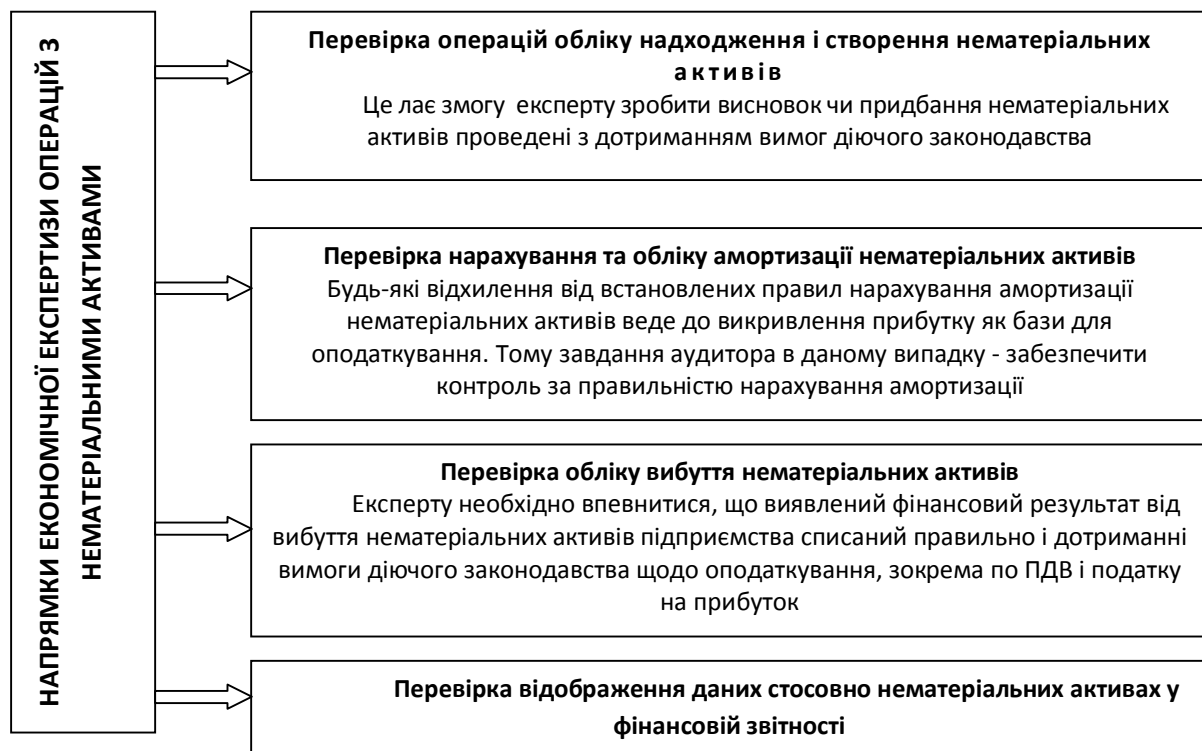 НАПРЯМКИ ЕКОНОМІЧНОЇ ЕКСПЕРТИЗИ ОПЕРАЦІЙ З
НЕМАТЕРІАЛЬНИМИ АКТИВАМИ
Перевірка операцій обліку надходження і створення нематеріальних
активів
Це лає змогу експерту зробити висновок чи придбання нематеріальних
активів проведені з дотриманням вимог діючого законодавства
Перевірка нарахування та обліку амортизації нематеріальних активів
Будь-які відхилення від встановлених правил нарахування амортизації
нематеріальних активів веде до викривлення прибутку як бази для
оподаткування. Тому завдання аудитора в даному випадку - забезпечити
контроль за правильністю нарахування амортизації
Перевірка обліку вибуття нематеріальних активів
Експерту необхідно впевнитися, що виявлений фінансовий результат від
вибуття нематеріальних активів підприємства списаний правильно і дотриманні
вимоги діючого законодавства щодо оподаткування, зокрема по ПДВ і податку
на прибуток
Перевірка відображення даних стосовно нематеріальних активах у
фінансовій звітності